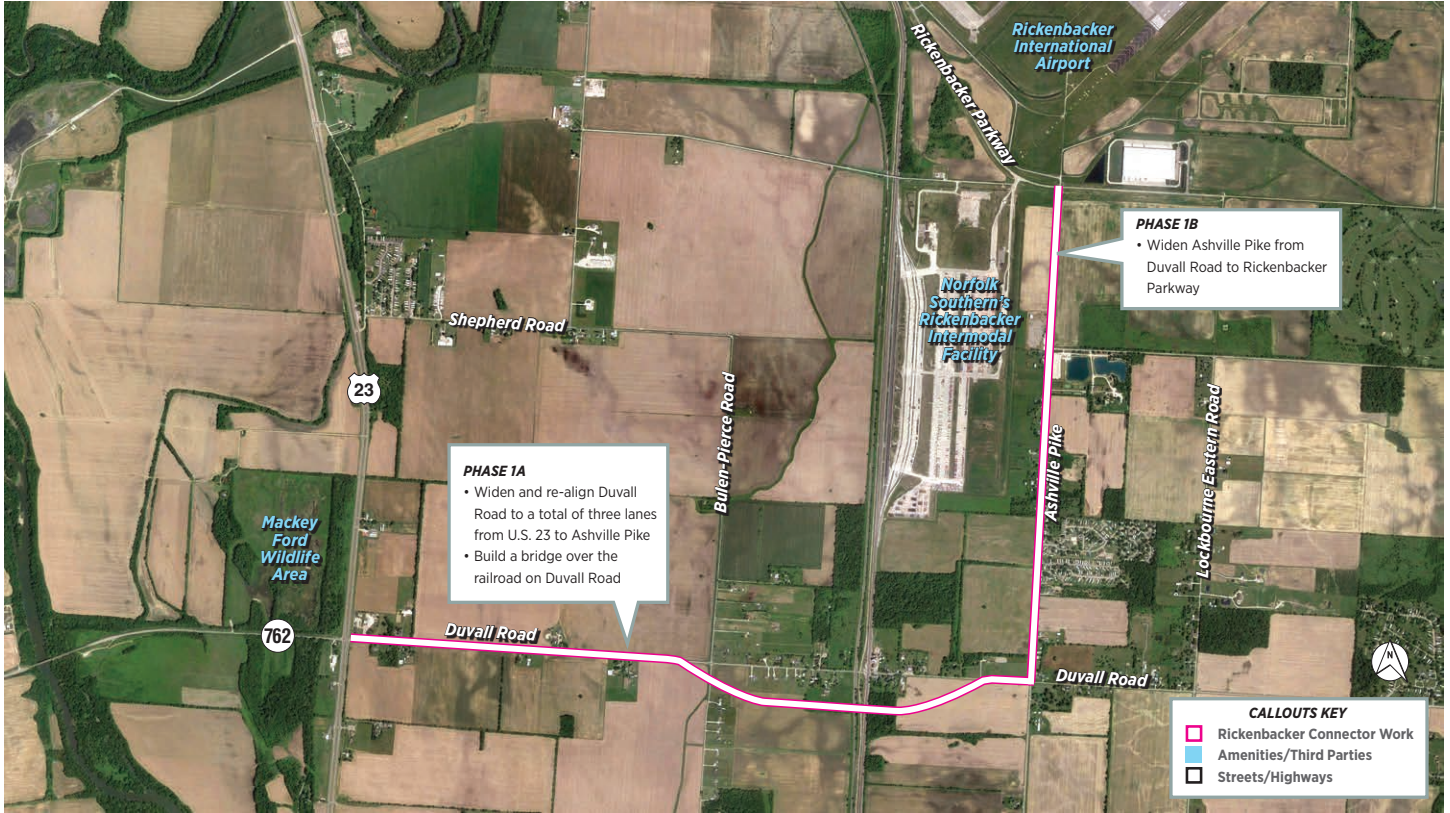 Rickenbacker
International
Airport
Rickenbacker Parkway
PHASE 1B
• Widen Ashville Pike from
Duvall Road to Rickenbacker
Parkway
Norfolk
Southern's
Rickenbacker
Intermodal
Facility
Shepherd Road
23
Bulen-Pierce Road
Ashville Pike
Lockbourne Eastern Road
PHASE 1A
• Widen and re-align Duvall
Road to a total of three lanes
from U.S. 23 to Ashville Pike
• Build a bridge over the
railroad on Duvall Road
Mackey
Ford
Wildlife
Area
762
Duvall Road
Duvall Road
N
CALLOUTS KEY
Rickenbacker Connector Work
Amenities/Third Parties
Streets/Highways